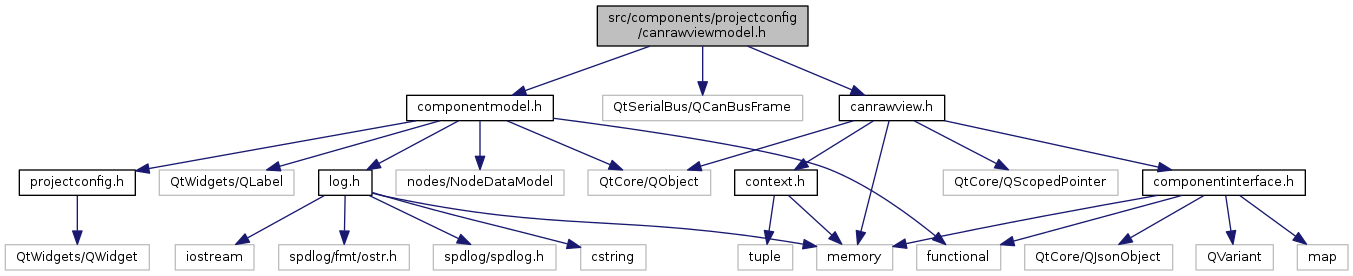 src/components/projectconfig
/canrawviewmodel.h
componentmodel.h
QtSerialBus/QCanBusFrame
canrawview.h
projectconfig.h
QtWidgets/QLabel
log.h
nodes/NodeDataModel
QtCore/QObject
context.h
QtCore/QScopedPointer
componentinterface.h
QtWidgets/QWidget
iostream
spdlog/fmt/ostr.h
spdlog/spdlog.h
cstring
tuple
memory
functional
QtCore/QJsonObject
QVariant
map